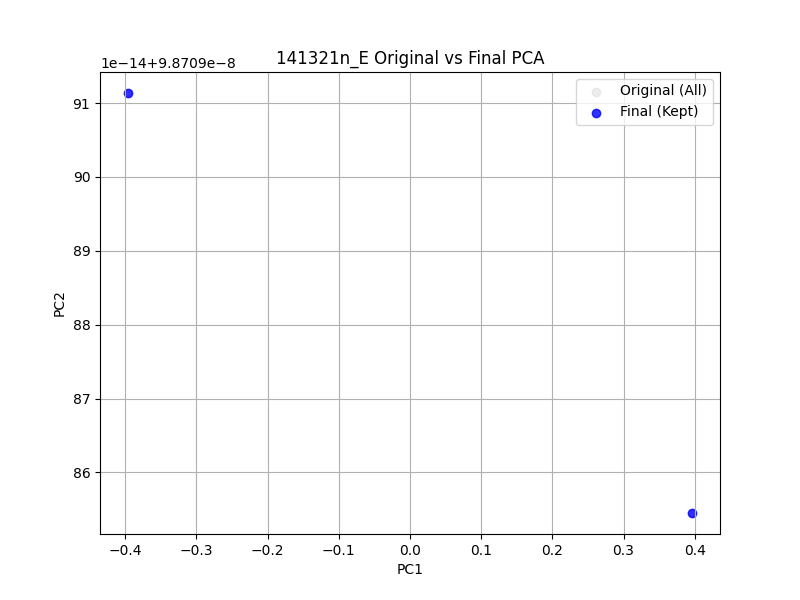 141321n_E Original vs Final PCA
1e−14+9.8709e−8
Original (All)
Final (Kept)
91
90
89
88
87
86
PC2
−0.4 −0.3 −0.2 −0.1 0.0 0.1 0.2 0.3 0.4
PC1